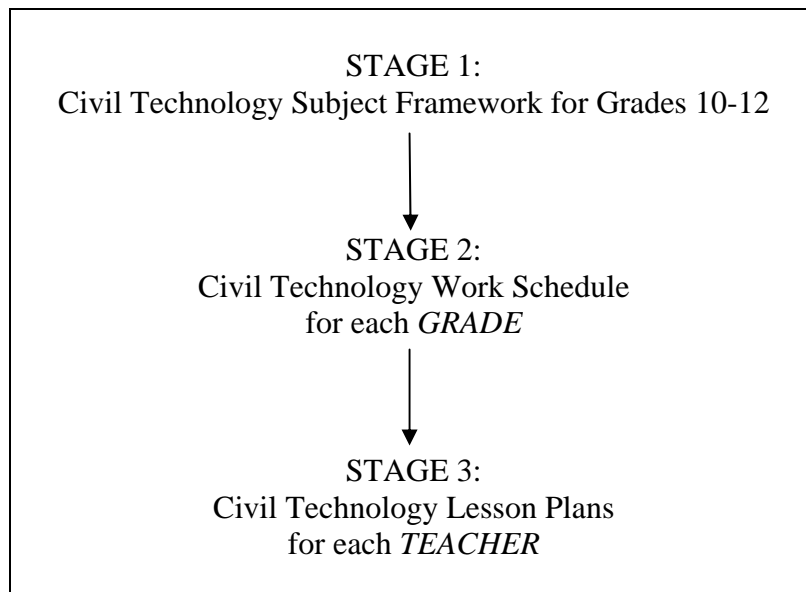 STAGE 1:
Civil Technology Subject Framework for Grades 10-12
STAGE 2:
Civil Technology Work Schedule
for each GRADE
STAGE 3:
Civil Technology Lesson Plans
for each TEACHER